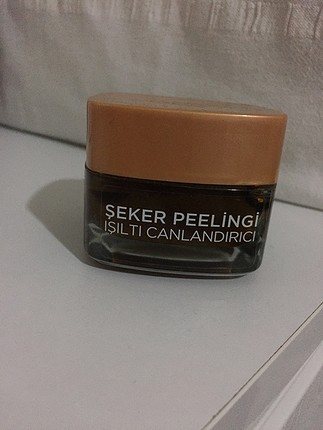 ŞEKER PEELİNGİ
IŞILTI CANLANDIRICI